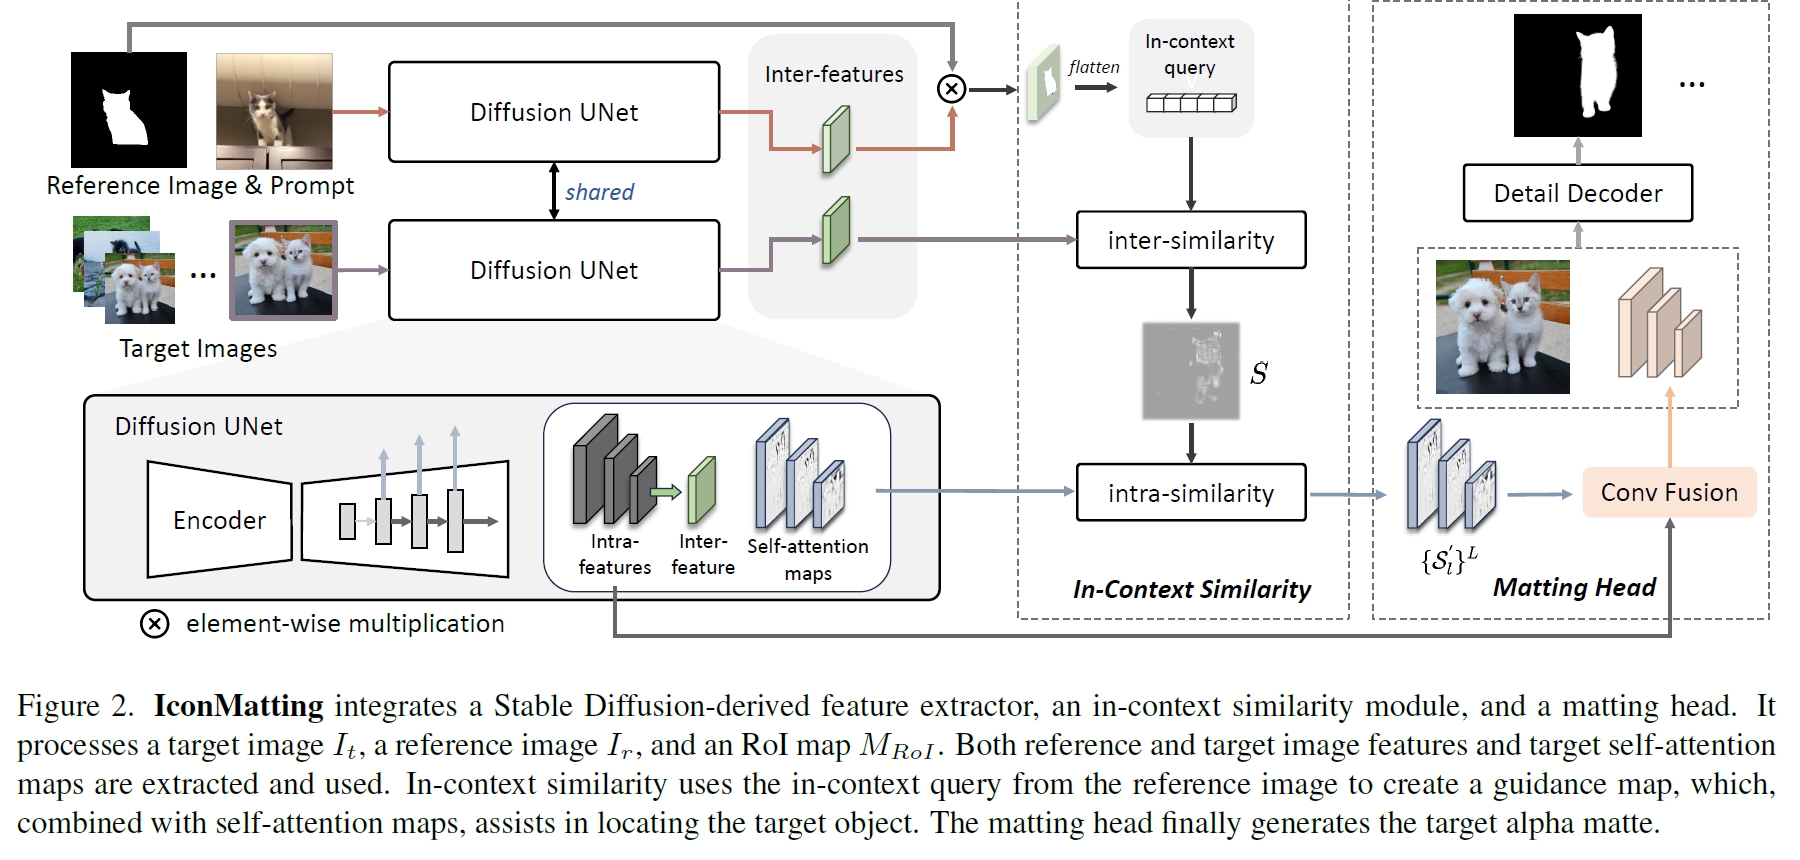 Reference Image & Prompt
Diffusion UNet
Inter-features
flatten
In-context
query
shared
Target Images
...
Diffusion UNet
inter-similarity
S
intra-similarity
In-Context Similarity
...
Detail Decoder
Conv Fusion
{S'_l}^L
Matting Head
Diffusion UNet
Encoder
Intra-
features
Inter-
feature
Self-attention
maps
⊗ element-wise multiplication
Figure 2. IconMatting integrates a Stable Diffusion-derived feature extractor, an in-context similarity module, and a matting head. It
processes a target image I_t, a reference image I_r, and an RoI map M_{RoI}. Both reference and target image features and target self-attention
maps are extracted and used. In-context similarity uses the in-context query from the reference image to create a guidance map, which,
combined with self-attention maps, assists in locating the target object. The matting head finally generates the target alpha matte.